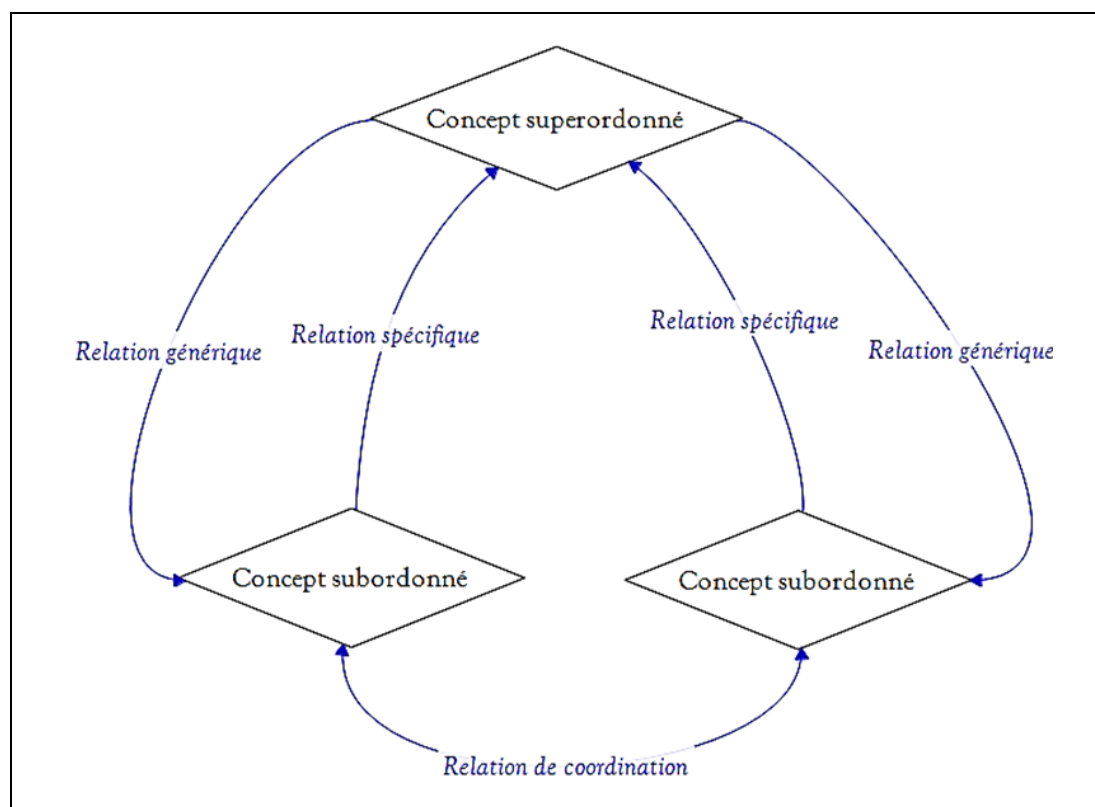 Concept superordonné
Relation spécifique
Relation spécifique
Relation générique
Relation générique
Concept subordonné
Concept subordonné
Relation de coordination